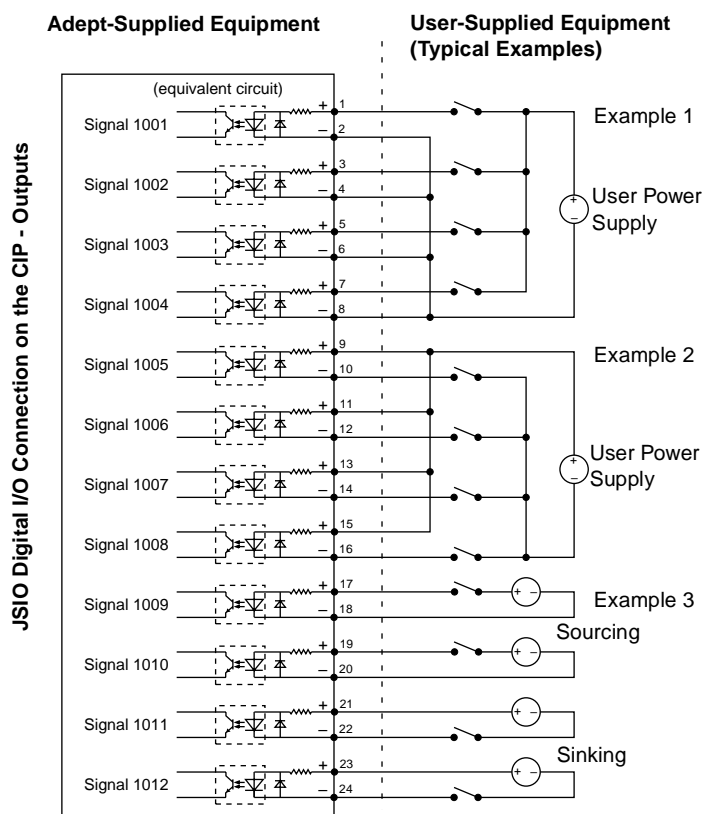 Adept-Supplied Equipment
User-Supplied Equipment
(Typical Examples)
JSIO Digital I/O Connection on the CIP - Outputs
(equivalent circuit)
Signal 1001
+ 1
– 2
Example 1
Signal 1002
+ 3
– 4
+
–
User Power
Supply
Signal 1003
+ 5
– 6
Signal 1004
+ 7
– 8
Signal 1005
+ 9
– 10
Example 2
Signal 1006
+ 11
– 12
+
–
User Power
Supply
Signal 1007
+ 13
– 14
Signal 1008
+ 15
– 16
Signal 1009
+ 17
– 18
+ –
Example 3
Sourcing
Signal 1010
+ 19
– 20
+ –
Signal 1011
+ 21
– 22
+ –
Sinking
Signal 1012
+ 23
– 24
+ –